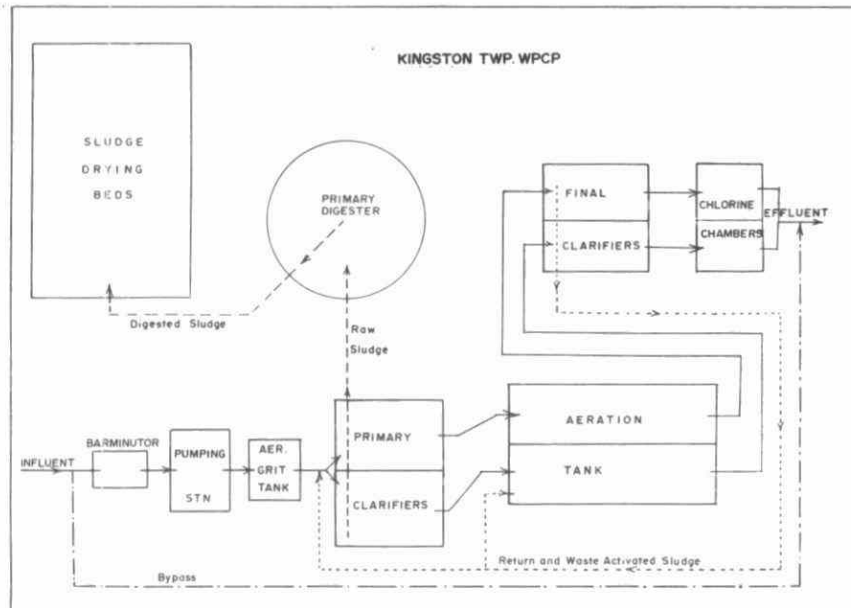 KINGSTON TWP. WPCP
SLUDGE
DRYING
BEDS
PRIMARY
DIGESTER
FINAL
CLARIFIERS
CHLORINE
CHAMBERS
EFFLUENT
Digested Sludge
Raw
Sludge
INFLUENT
BARMINUTOR
PUMPING
STN
AER.
GRIT
TANK
PRIMARY
CLARIFIERS
AERATION
TANK
Return and Waste Activated Sludge
Bypass